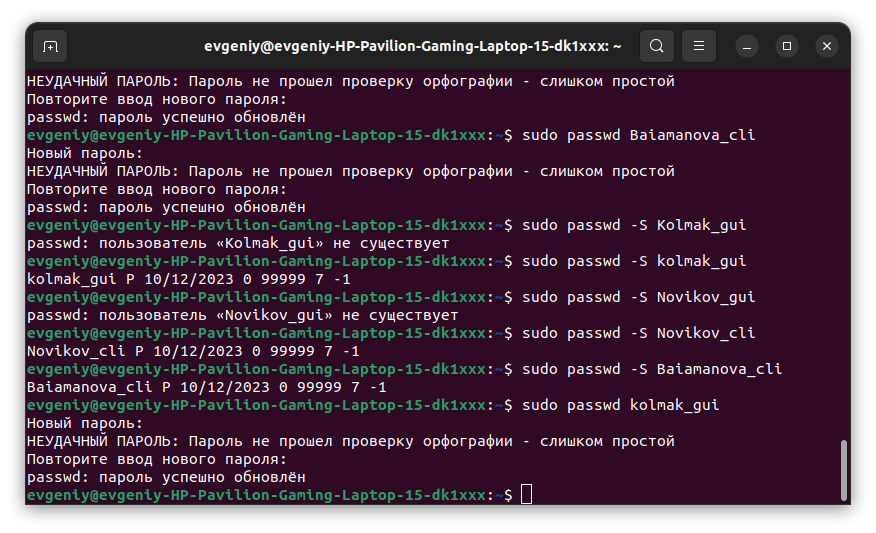 evgeniy@evgeniy-HP-Pavilion-Gaming-Laptop-15-dk1xxx: ~
НЕУДАЧНЫЙ ПАРОЛЬ: Пароль не прошел проверку орфографии - слишком простой
Повторите ввод нового пароля:
passwd: пароль успешно обновлён
evgeniy@evgeniy-HP-Pavilion-Gaming-Laptop-15-dk1xxx:~$ sudo passwd Baiamanova_cli
Новый пароль:
НЕУДАЧНЫЙ ПАРОЛЬ: Пароль не прошел проверку орфографии - слишком простой
Повторите ввод нового пароля:
passwd: пароль успешно обновлён
evgeniy@evgeniy-HP-Pavilion-Gaming-Laptop-15-dk1xxx:~$ sudo passwd -S Kolmak_gui
passwd: пользователь «Kolmak_gui» не существует
evgeniy@evgeniy-HP-Pavilion-Gaming-Laptop-15-dk1xxx:~$ sudo passwd -S kolmak_gui
kolmak_gui P 10/12/2023 0 99999 7 -1
evgeniy@evgeniy-HP-Pavilion-Gaming-Laptop-15-dk1xxx:~$ sudo passwd -S Novikov_gui
passwd: пользователь «Novikov_gui» не существует
evgeniy@evgeniy-HP-Pavilion-Gaming-Laptop-15-dk1xxx:~$ sudo passwd -S Novikov_cli
Novikov_cli P 10/12/2023 0 99999 7 -1
evgeniy@evgeniy-HP-Pavilion-Gaming-Laptop-15-dk1xxx:~$ sudo passwd -S Baiamanova_cli
Baiamanova_cli P 10/12/2023 0 99999 7 -1
evgeniy@evgeniy-HP-Pavilion-Gaming-Laptop-15-dk1xxx:~$ sudo passwd kolmak_gui
Новый пароль:
НЕУДАЧНЫЙ ПАРОЛЬ: Пароль не прошел проверку орфографии - слишком простой
Повторите ввод нового пароля:
passwd: пароль успешно обновлён
evgeniy@evgeniy-HP-Pavilion-Gaming-Laptop-15-dk1xxx:~$